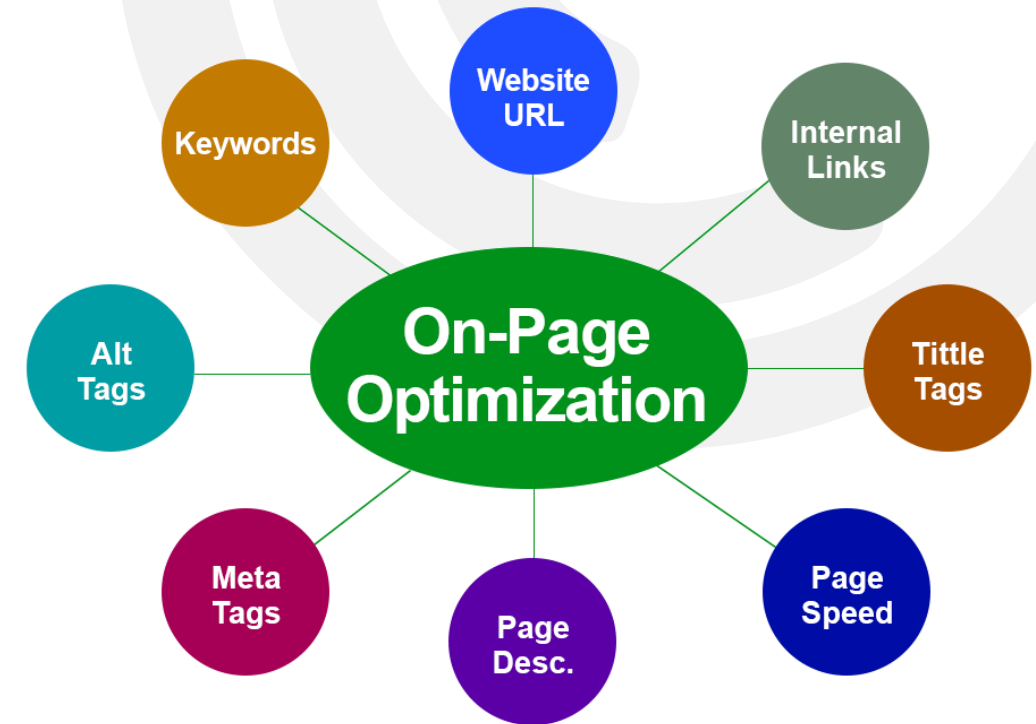 Website
URL
Keywords
Internal
Links
On-Page
Optimization
Alt
Tags
Tittle
Tags
Meta
Tags
Page
Speed
Page
Desc.